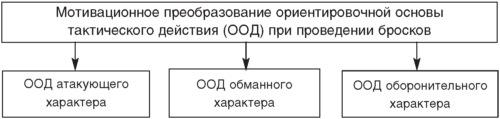 Мотивационное преобразование ориентировочной основы
тактического действия (ООД) при проведении бросков
ООД атакующего
характера
ООД обманного
характера
ООД оборонительного
характера